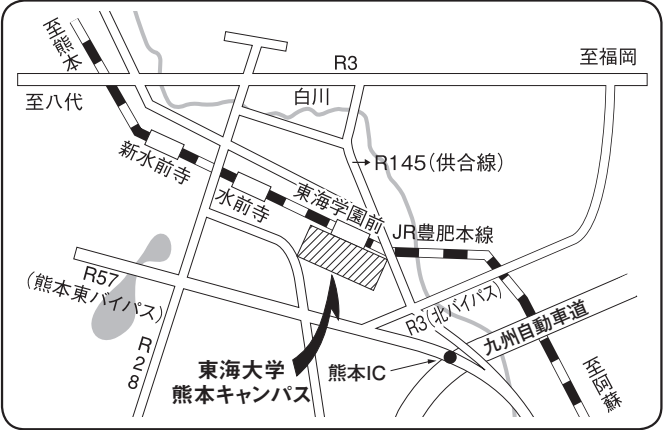 至熊本
R3
至福岡
至八代
白川
新水前寺
R145(供合線)
東海学園前
水前寺
JR豊肥本線
R57
(熊本東バイパス)
R3(北バイパス)
九州自動車道
R28
東海大学
熊本キャンパス
熊本IC
至阿蘇